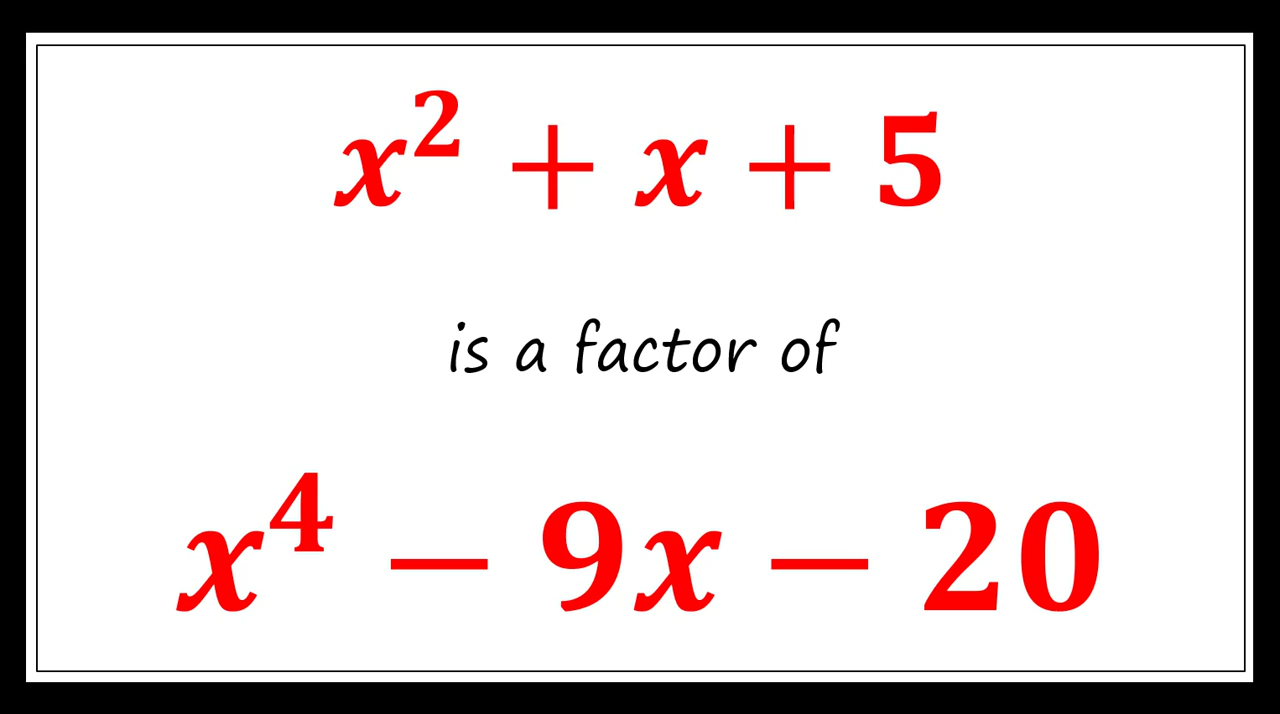 x² + x + 5
is a factor of
x⁴ − 9x − 20